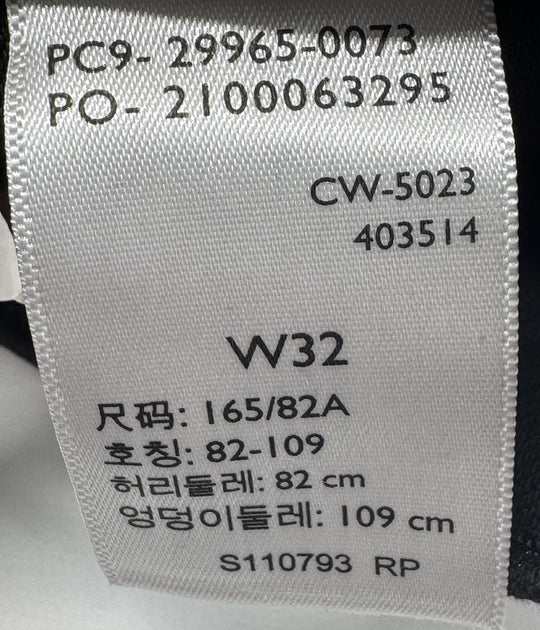 PC9- 29965-0073
PO- 2100063295
CW-5023
403514
W32
尺码: 165/82A
호칭: 82-109
허리둘레: 82 cm
엉덩이둘레: 109 cm
S110793 RP